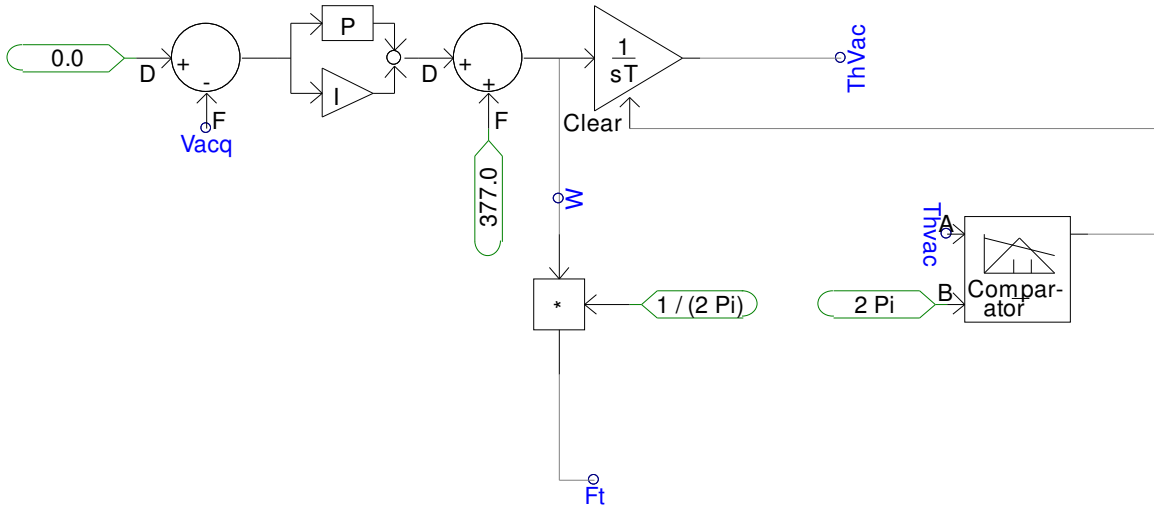 0.0
D
+
-
F
Vacq
P
I
D
+
+
F
377.0
1
sT
Clear
ThVac
W
*
1 / (2 Pi)
Ft
Thvac
A
2 Pi
B
Compar-
ator